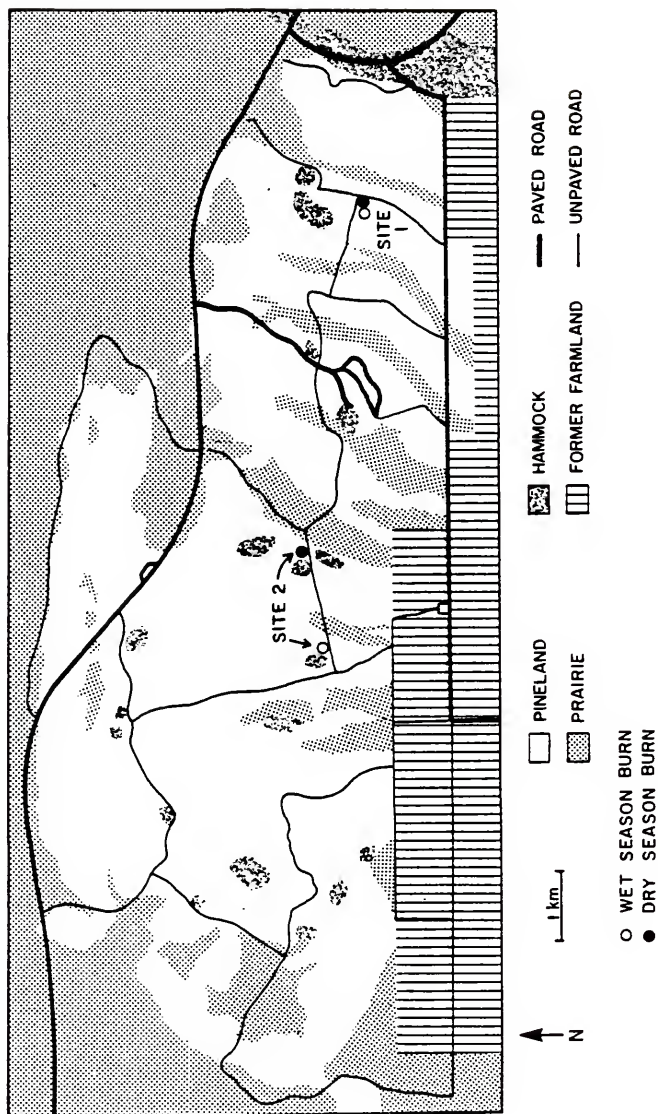 SITE
1
SITE 2
N
1 km
WET SEASON BURN
DRY SEASON BURN
PINELAND
PRAIRIE
HAMMOCK
FORMER FARMLAND
PAVED ROAD
UNPAVED ROAD